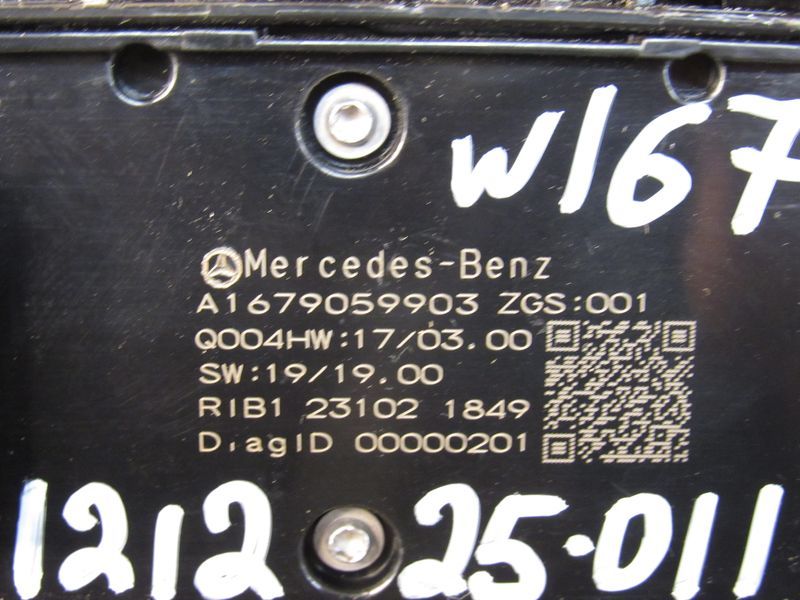 W167
Mercedes-Benz
A1679059903 ZGS:001
Q004HW:17/03.00
SW:19/19.00
RIB1 23102 1849
DiagID 00000201
1212 25.011